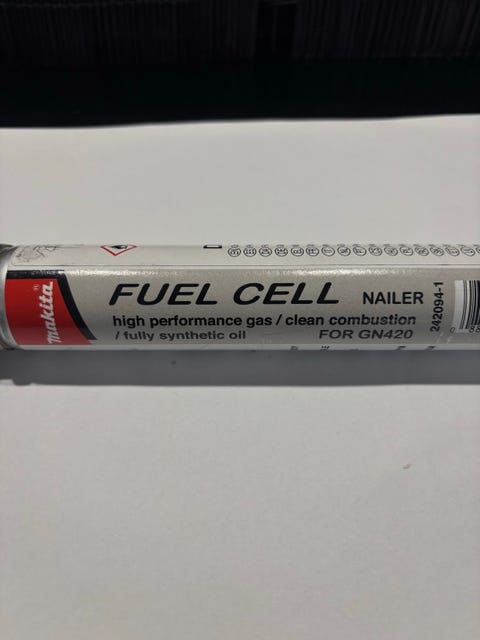 makita®
FUEL CELL NAILER
high performance gas / clean combustion
/ fully synthetic oil FOR GN420
242094-1